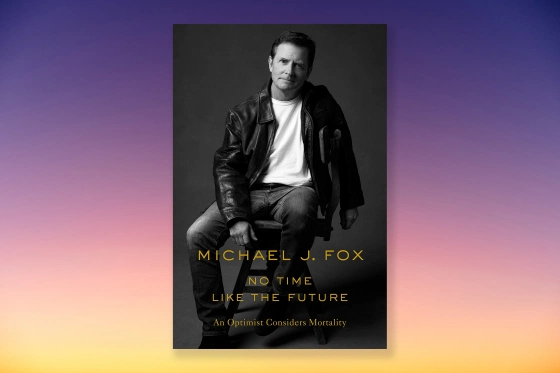 MICHAEL J. FOX
NO TIME
LIKE THE FUTURE
An Optimist Considers Mortality